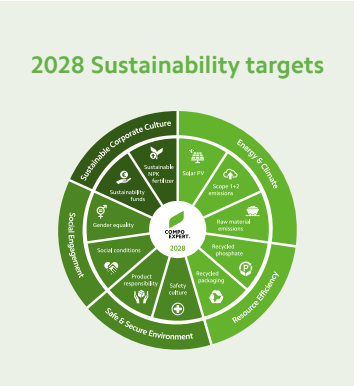 2028 Sustainability targets
Sustainable Corporate Culture
Energy & Climate
Resource Efficiency
Safe & Secure Environment
Social Engagement
Sustainable
NPK
fertilizer
Solar PV
Scope 1+2
emissions
Raw material
emissions
Recycled
phosphate
Recycled
packaging
Safety
culture
Product
responsibility
Social conditions
Gender equality
Sustainability
funds
COMPO
EXPERT
2028
P
€